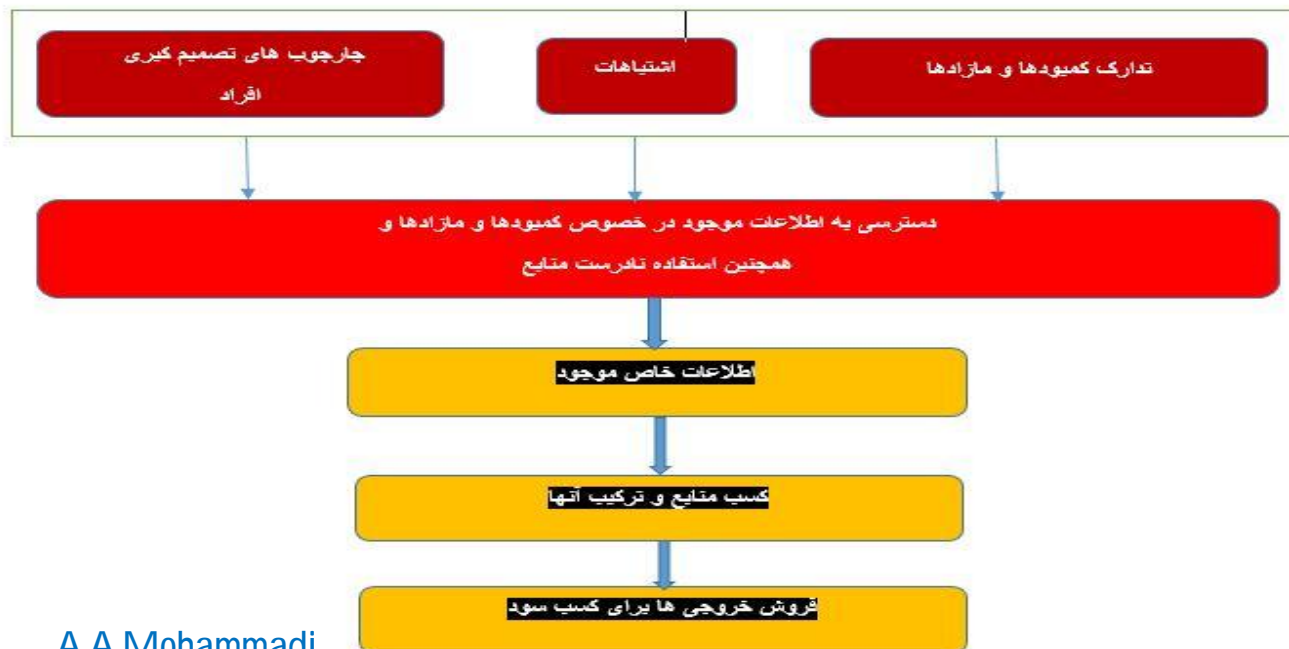 تدارک کمبودها و مازادها
اشتباهات
چارچوب های تصمیم گیری
افراد
دسترسی به اطلاعات موجود در خصوص کمبودها و مازادها و
همچنین استفاده نادرست منابع
اطلاعات خاص موجود
کسب منابع و ترکیب آنها
فروش خروجی ها برای کسب سود
A.A.Mohammadi